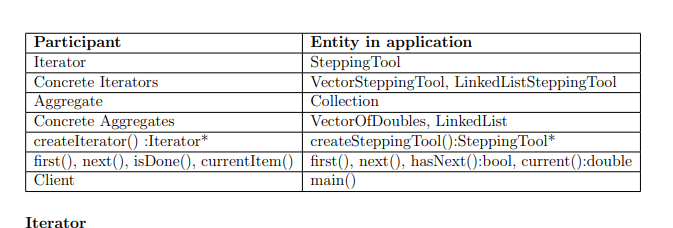 Participant Entity in application
Iterator SteppingTool
Concrete Iterators VectorSteppingTool, LinkedListSteppingTool
Aggregate Collection
Concrete Aggregates VectorOfDoubles, LinkedList
createIterator() :Iterator* createSteppingTool():SteppingTool*
first(), next(), isDone(), currentItem() first(), next(), hasNext():bool, current():double
Client main()
Iterator